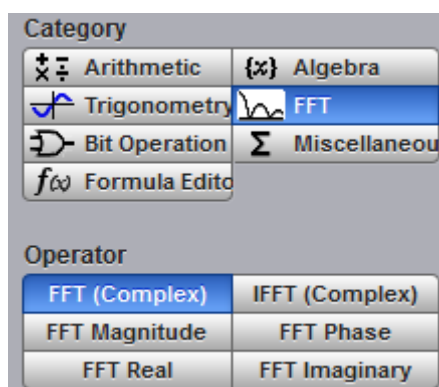 Category
Arithmetic {x} Algebra
Trigonometry FFT
Bit Operation Σ Miscellaneou
f(x) Formula Edito
Operator
FFT (Complex) IFFT (Complex)
FFT Magnitude FFT Phase
FFT Real FFT Imaginary